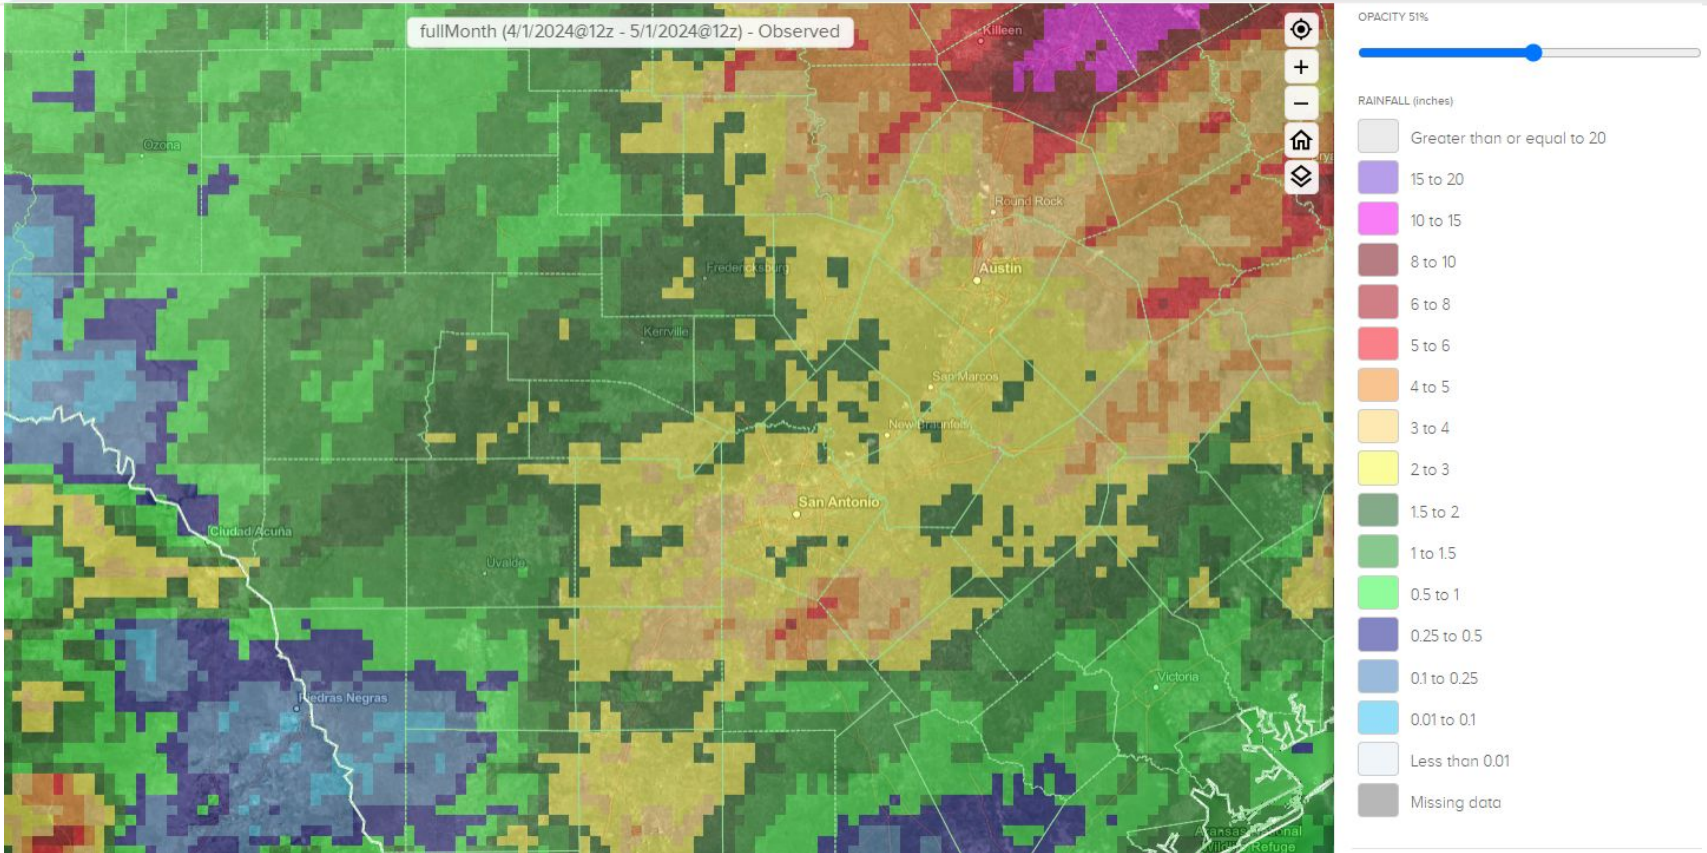 fullMonth (4/1/2024@12z - 5/1/2024@12z) - Observed
OPACITY 51%
RAINFALL (inches)
Greater than or equal to 20
15 to 20
10 to 15
8 to 10
6 to 8
5 to 6
4 to 5
3 to 4
2 to 3
1.5 to 2
1 to 1.5
0.5 to 1
0.25 to 0.5
0.1 to 0.25
0.01 to 0.1
Less than 0.01
Missing data
Killeen
Ozona
Round Rock
Fredericksburg
Austin
Kerrville
San Marcos
New Braunfels
San Antonio
Ciudad Acuña
Uvalde
Victoria
Piedras Negras
Aransas National
Wildlife Refuge